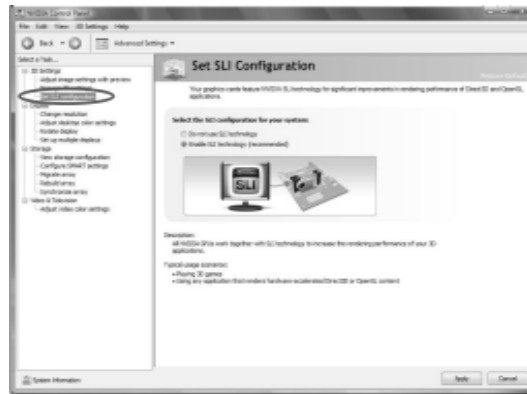 NVIDIA Control Panel
File Edit View 3D Settings Help
Back Advanced Settings
Select a Task...
3D Settings
Adjust image settings with preview
Display
Change resolution
Adjust desktop color settings
Rotate display
Set up multiple displays
Storage
View storage configuration
Configure SMART settings
Migrate array
Rebuild array
Synchronize array
Video & Television
Adjust video color settings
System Information
Set SLI Configuration
Your graphics cards feature NVIDIA SLI technology for significant improvements in rendering performance of Direct3D and OpenGL
applications.
Select the SLI configuration for your system:
Do not use SLI technology
Enable SLI technology (recommended)
SLI
Description:
All NVIDIA GPUs work together with SLI technology to increase the rendering performance of your 3D
applications.
Typical usage scenarios:
• Playing 3D games
• Using any application that renders hardware-accelerated Direct3D or OpenGL content
Apply Cancel